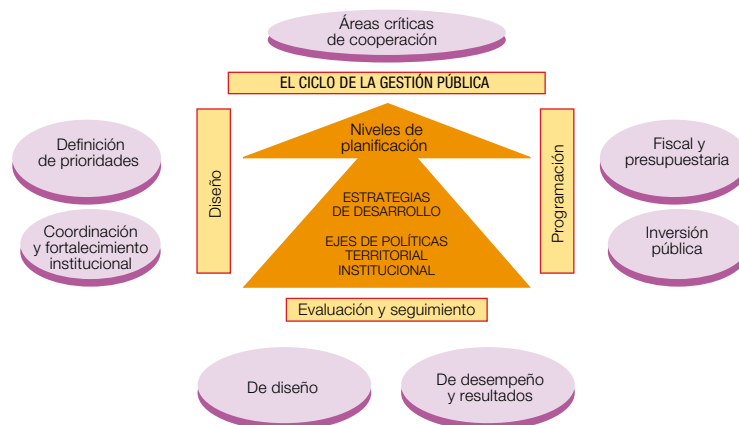 Áreas críticas
de cooperación
EL CICLO DE LA GESTIÓN PÚBLICA
Definición
de prioridades
Coordinación
y fortalecimiento
institucional
Diseño
Niveles de
planificación
ESTRATEGIAS
DE DESARROLLO
EJES DE POLÍTICAS
TERRITORIAL
INSTITUCIONAL
Programación
Fiscal y
presupuestaria
Inversión
pública
Evaluación y seguimiento
De diseño
De desempeño
y resultados